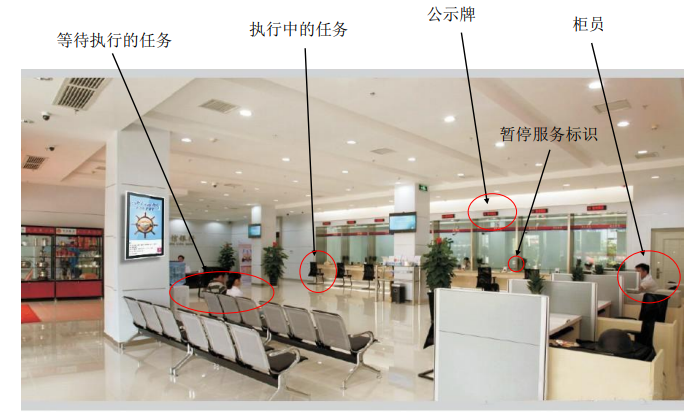 公示牌
柜员
执行中的任务
等待执行的任务
暂停服务标识